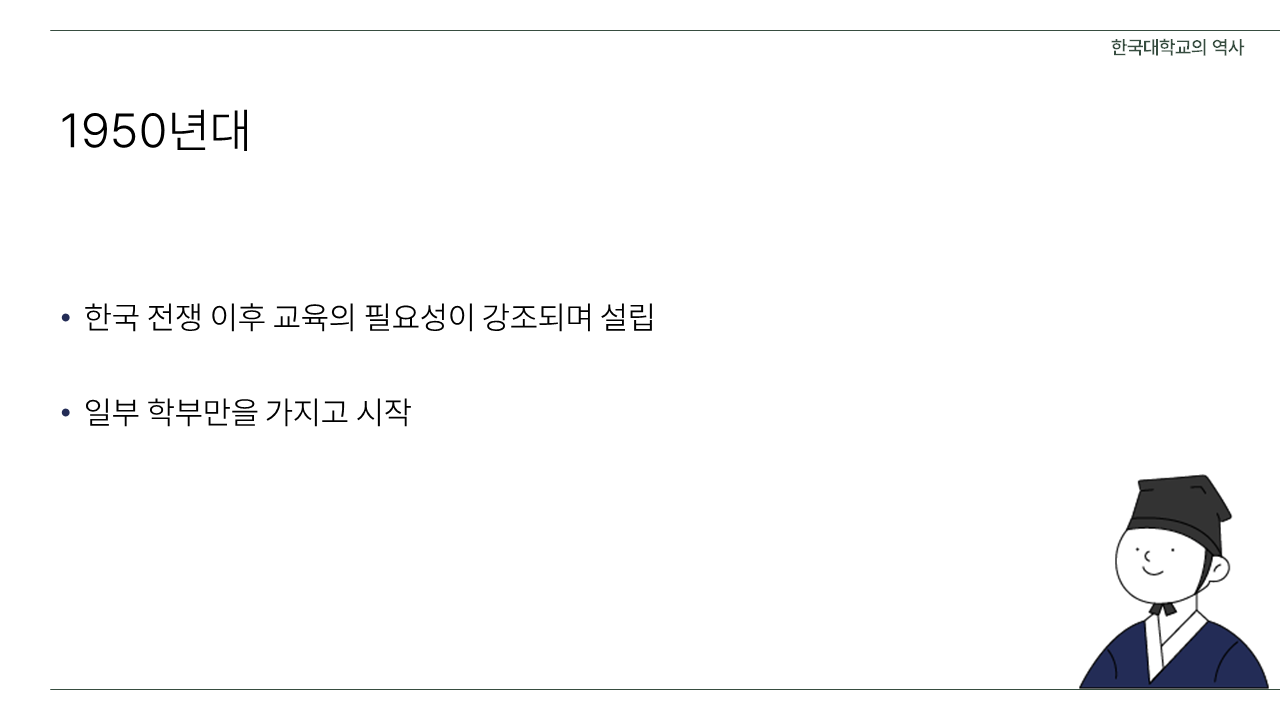 한국대학교의 역사
1950년대
• 한국 전쟁 이후 교육의 필요성이 강조되며 설립
• 일부 학부만을 가지고 시작